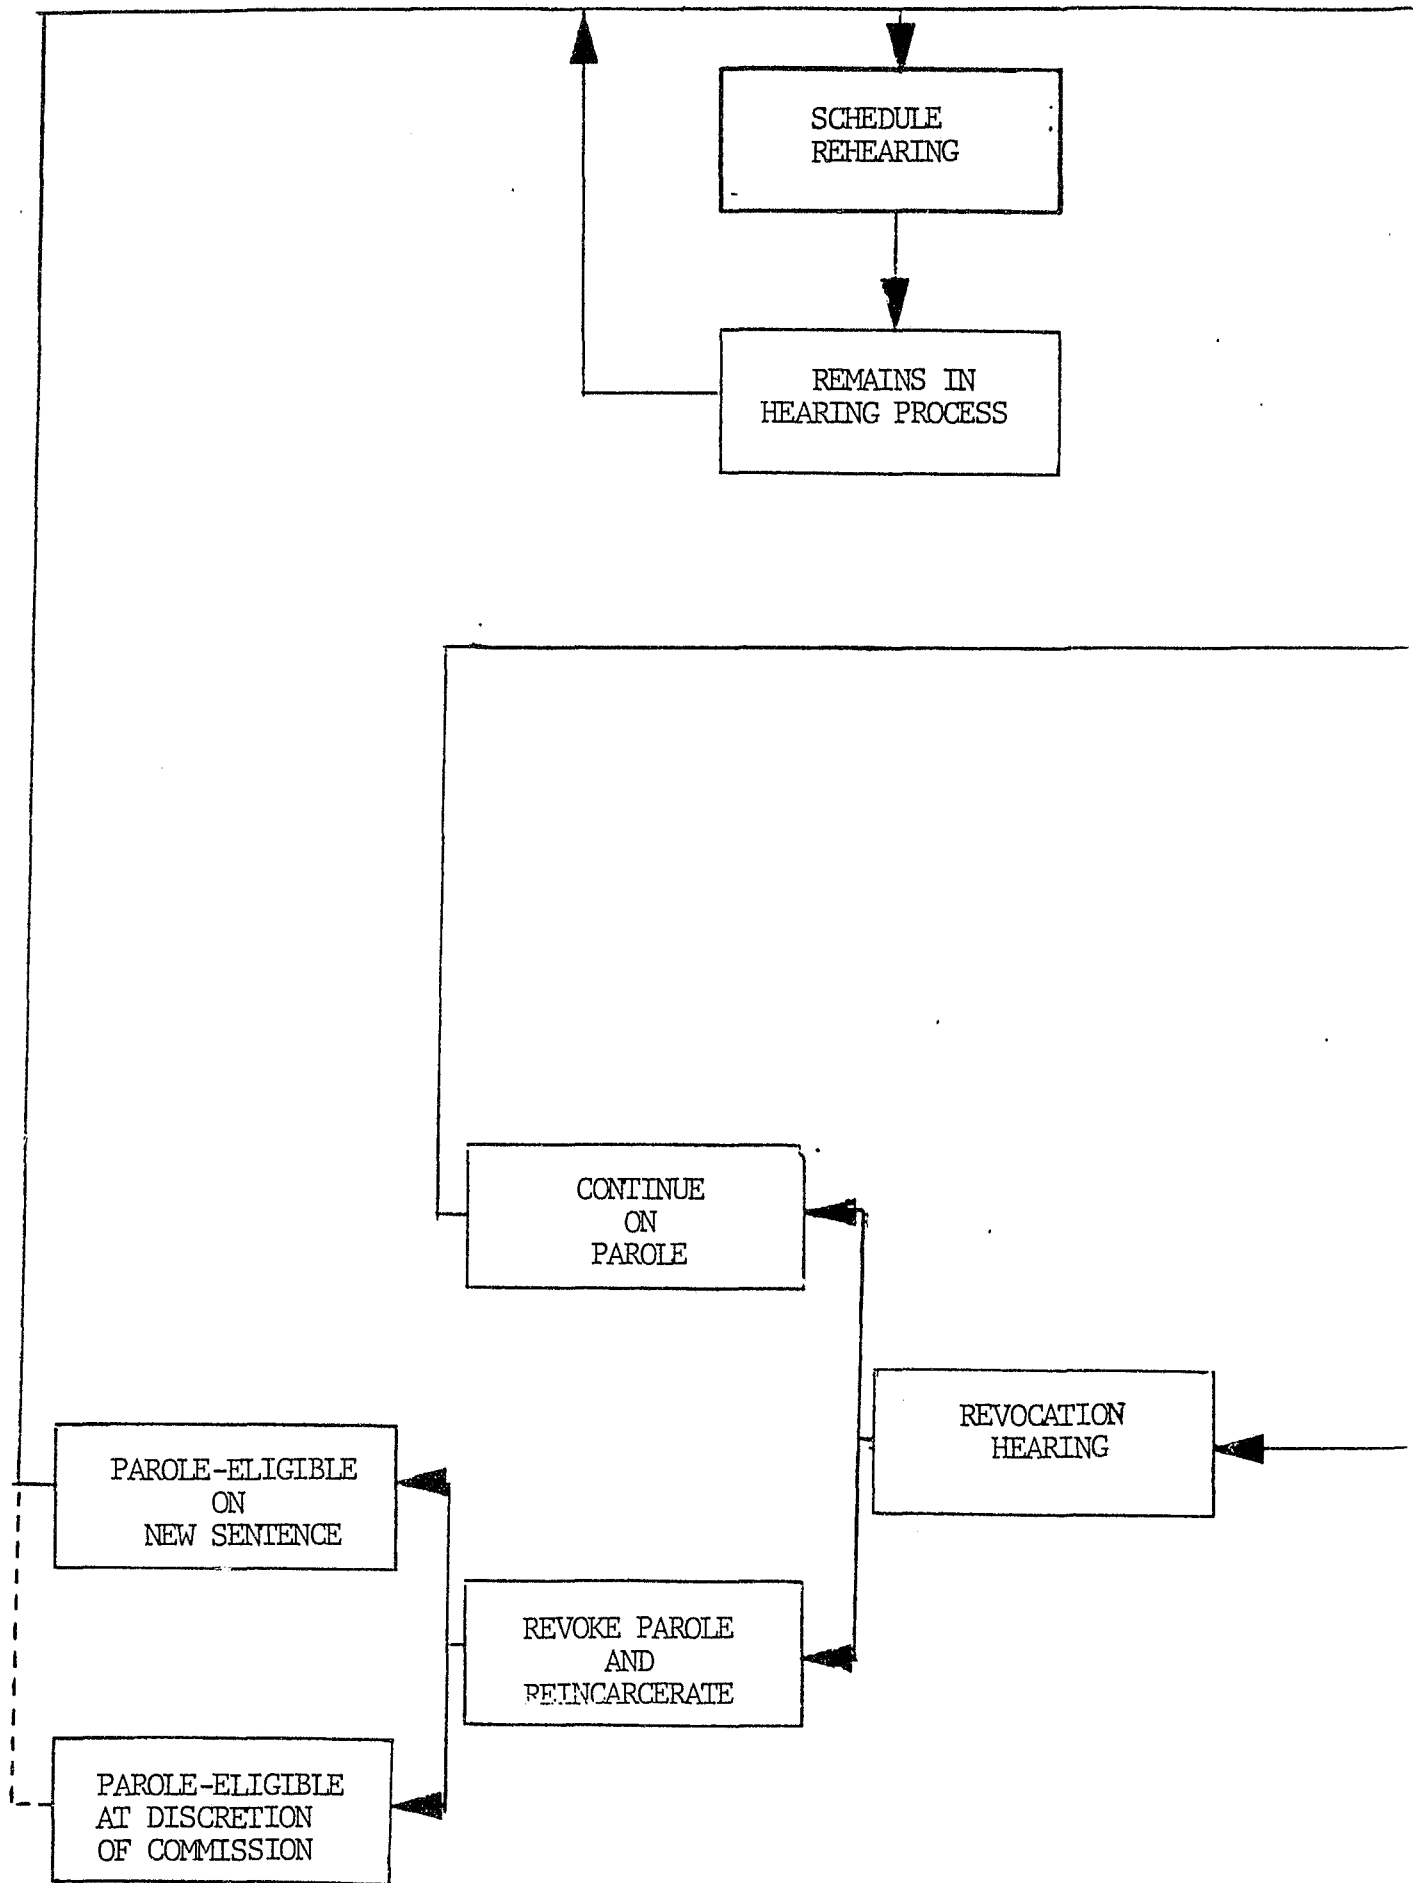 SCHEDULE
REHEARING
REMAINS IN
HEARING PROCESS
CONTINUE
ON
PAROLE
REVOCATION
HEARING
PAROLE-ELIGIBLE
ON
NEW SENTENCE
REVOKE PAROLE
AND
REINCARCERATE
PAROLE-ELIGIBLE
AT DISCRETION
OF COMMISSION